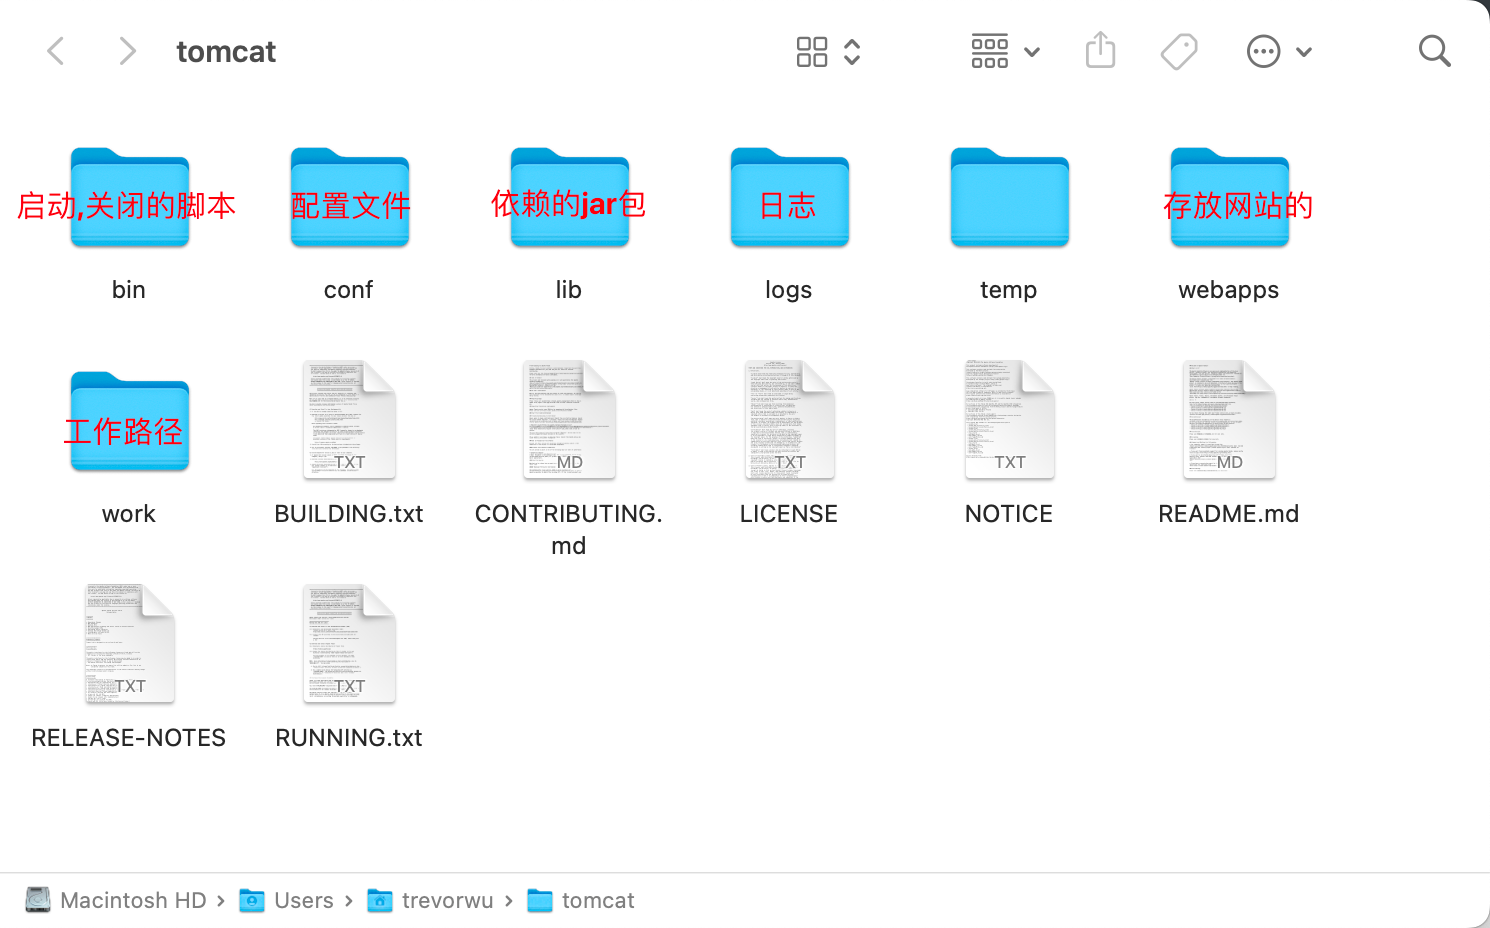 tomcat
启动,关闭的脚本
配置文件
依赖的jar包
日志
存放网站的
bin
conf
lib
logs
temp
webapps
工作路径
TXT
MD
TXT
TXT
MD
work
BUILDING.txt
CONTRIBUTING.
md
LICENSE
NOTICE
README.md
TXT
TXT
RELEASE-NOTES
RUNNING.txt
Macintosh HD › Users › trevorwu › tomcat